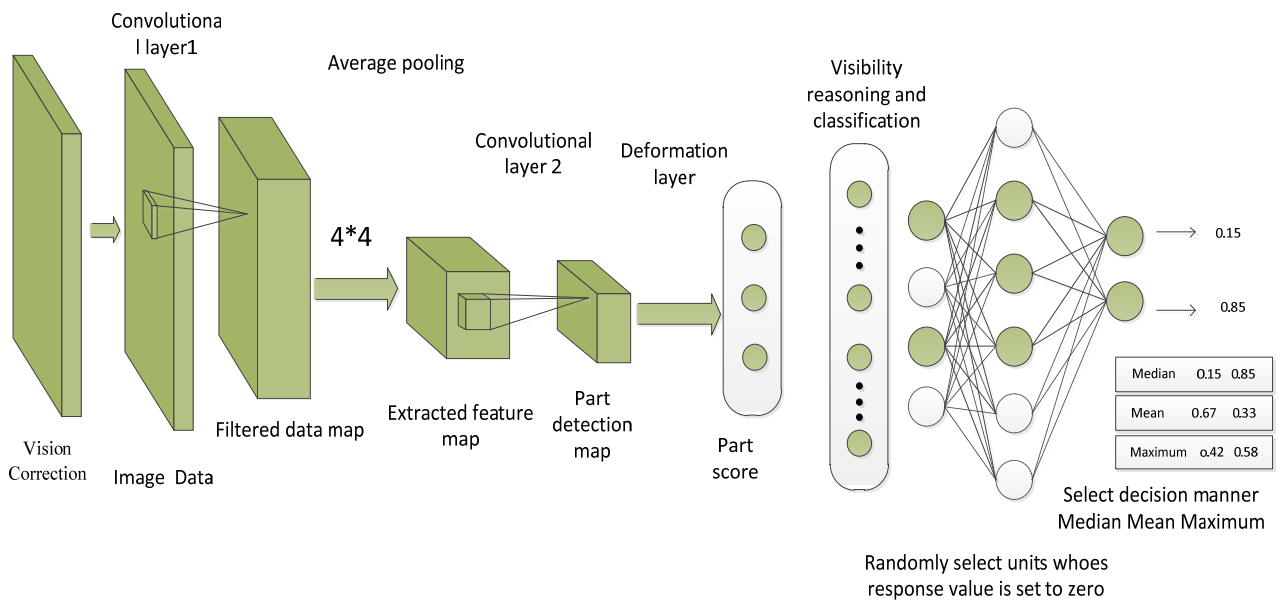 Convolutiona
l layer1
Average pooling
Visibility
reasoning and
classification
Convolutional
layer 2
Deformation
layer
4*4
0.15
0.85
Median 0.15 0.85
Mean 0.67 0.33
Maximum 0.42 0.58
Vision
Correction
Image Data
Filtered data map
Extracted feature
map
Part
detection
map
Part
score
Select decision manner
Median Mean Maximum
Randomly select units whoes
response value is set to zero